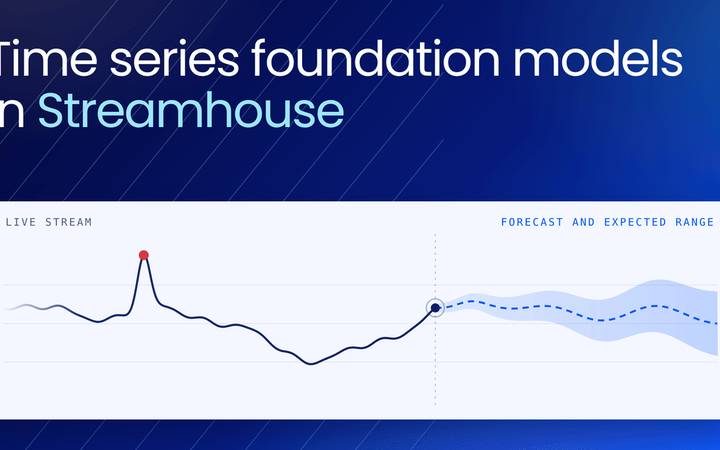 Time series foundation models
n Streamhouse
LIVE STREAM
FORECAST AND EXPECTED RANGE